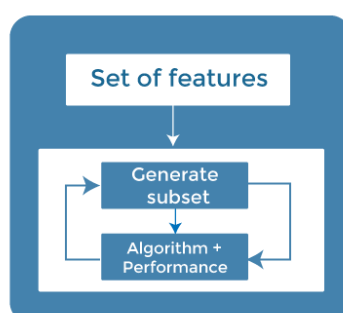 Set of features
Generate
subset
Algorithm +
Performance